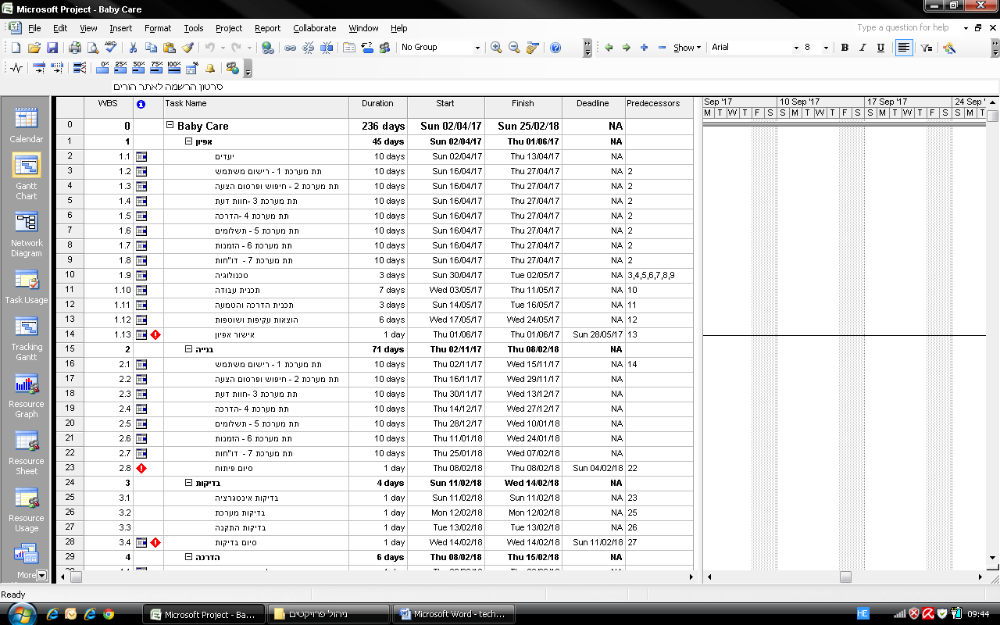 Microsoft Project - Baby Care
File Edit View Insert Format Tools Project Report Collaborate Window Help Type a question for help
No Group Show Arial 8 B I U
0% 25% 50% 75% 100%
סרטון הרשמה לאתר הורים
WBS Task Name Duration Start Finish Deadline Predecessors
Sep '17 10 Sep '17 17 Sep '17 24 Sep '
M T W T F S S M T W T F S S M T W T F S S M T
0 0 Baby Care 236 days Sun 02/04/17 Sun 25/02/18 NA
1 1 אפיון 45 days Sun 02/04/17 Thu 01/06/17 NA
2 1.1 יעדים 10 days Sun 02/04/17 Thu 13/04/17 NA
3 1.2 תת מערכת 1 - רישום משתמש 10 days Sun 16/04/17 Thu 27/04/17 NA 2
4 1.3 תת מערכת 2 - חיפוש ופרסום הצעה 10 days Sun 16/04/17 Thu 27/04/17 NA 2
5 1.4 תת מערכת 3 -חוות דעת 10 days Sun 16/04/17 Thu 27/04/17 NA 2
6 1.5 תת מערכת 4 -הדרכה 10 days Sun 16/04/17 Thu 27/04/17 NA 2
7 1.6 תת מערכת 5 - תשלומים 10 days Sun 16/04/17 Thu 27/04/17 NA 2
8 1.7 תת מערכת 6 - הזמנות 10 days Sun 16/04/17 Thu 27/04/17 NA 2
9 1.8 תת מערכת 7 - דו"חות 10 days Sun 16/04/17 Thu 27/04/17 NA 2
10 1.9 טכנולוגיה 3 days Sun 30/04/17 Tue 02/05/17 NA 3,4,5,6,7,8,9
11 1.10 תכנית עבודה 7 days Wed 03/05/17 Thu 11/05/17 NA 10
12 1.11 תכנית הדרכה והטמעה 3 days Sun 14/05/17 Tue 16/05/17 NA 11
13 1.12 הוצאות עקיפות ושוטפות 6 days Wed 17/05/17 Wed 24/05/17 NA 12
14 1.13 אישור אפיון 1 day Thu 01/06/17 Thu 01/06/17 Sun 28/05/17 13
15 2 בנייה 71 days Thu 02/11/17 Thu 08/02/18 NA
16 2.1 תת מערכת 1 - רישום משתמש 10 days Thu 02/11/17 Wed 15/11/17 NA 14
17 2.2 תת מערכת 2 - חיפוש ופרסום הצעה 10 days Thu 16/11/17 Wed 29/11/17 NA
18 2.3 תת מערכת 3 -חוות דעת 10 days Thu 30/11/17 Wed 13/12/17 NA
19 2.4 תת מערכת 4 -הדרכה 10 days Thu 14/12/17 Wed 27/12/17 NA
20 2.5 תת מערכת 5 - תשלומים 10 days Thu 28/12/17 Wed 10/01/18 NA
21 2.6 תת מערכת 6 - הזמנות 10 days Thu 11/01/18 Wed 24/01/18 NA
22 2.7 תת מערכת 7 - דו"חות 10 days Thu 25/01/18 Wed 07/02/18 NA
23 2.8 סיום פיתוח 1 day Thu 08/02/18 Thu 08/02/18 Sun 04/02/18 22
24 3 בדיקות 4 days Sun 11/02/18 Wed 14/02/18 NA
25 3.1 בדיקות אינטגרציה 1 day Sun 11/02/18 Sun 11/02/18 NA 23
26 3.2 בדיקות מערכת 1 day Mon 12/02/18 Mon 12/02/18 NA 25
27 3.3 בדיקות התקנה 1 day Tue 13/02/18 Tue 13/02/18 NA 26
28 3.4 סיום בדיקות 1 day Wed 14/02/18 Wed 14/02/18 Sun 11/02/18 27
29 4 הדרכה 6 days Thu 08/02/18 Thu 15/02/18 NA
Calendar
Gantt Chart
Network Diagram
Task Usage
Tracking Gantt
Resource Graph
Resource Sheet
Resource Usage
More
Ready
Microsoft Project - Ba... ניהול פרוייקטים Microsoft Word - tech... HE 09:44